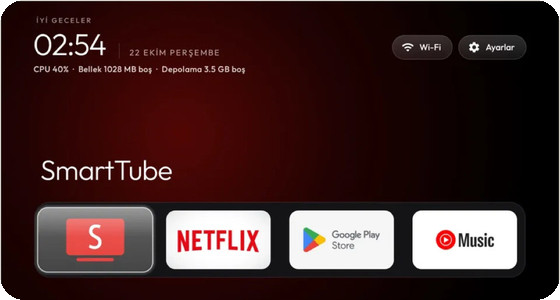 İYİ GECELER
02:54
22 EKİM PERŞEMBE
CPU 40% · Bellek 1028 MB boş · Depolama 3.5 GB boş
Wi-Fi
Ayarlar
SmartTube
S
NETFLIX
Google Play
Store
Music